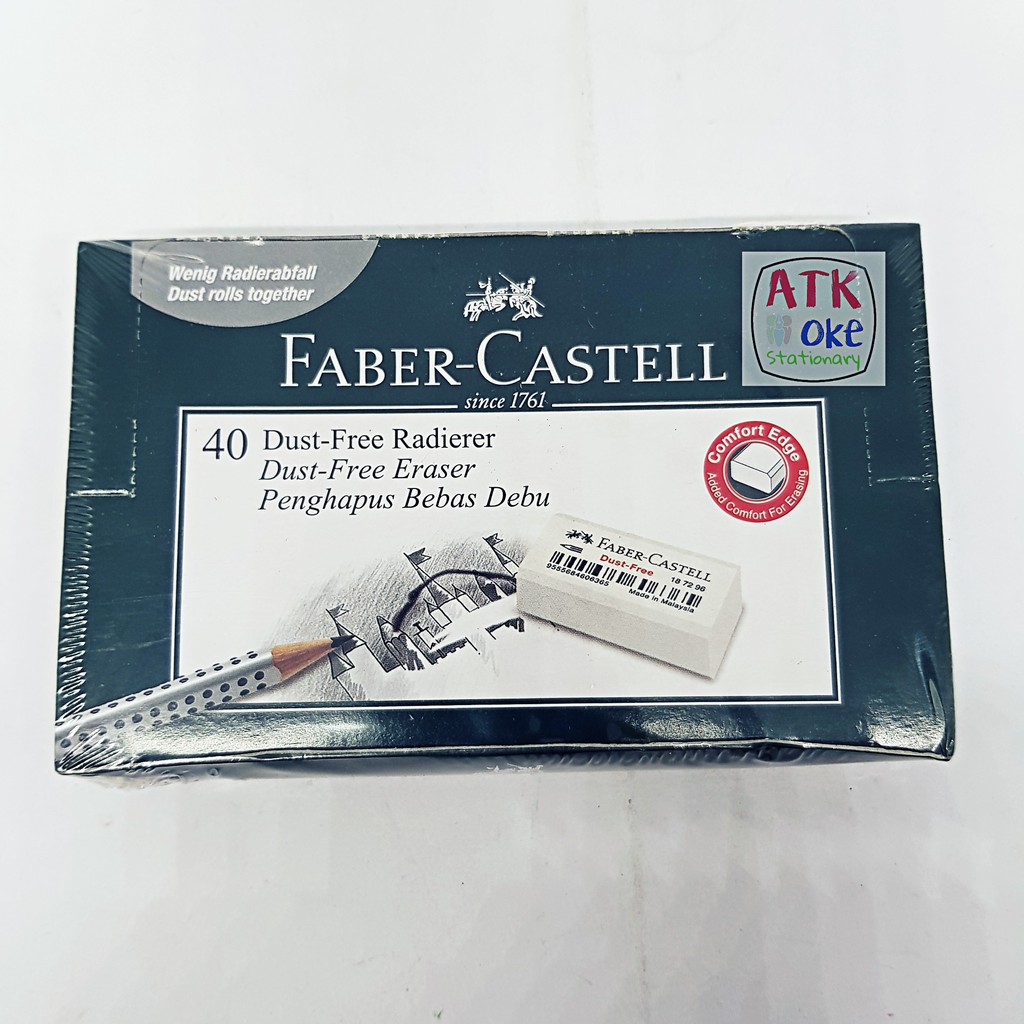 Wenig Radierabfall
Dust rolls together
FABER-CASTELL
since 1761
ATK
OKe
Stationary
40 Dust-Free Radierer
Dust-Free Eraser
Penghapus Bebas Debu
Comfort Edge
Added Comfort For Erasing
FABER-CASTELL
Dust-Free
18 72 96
9555684606365
Made in Malaysia